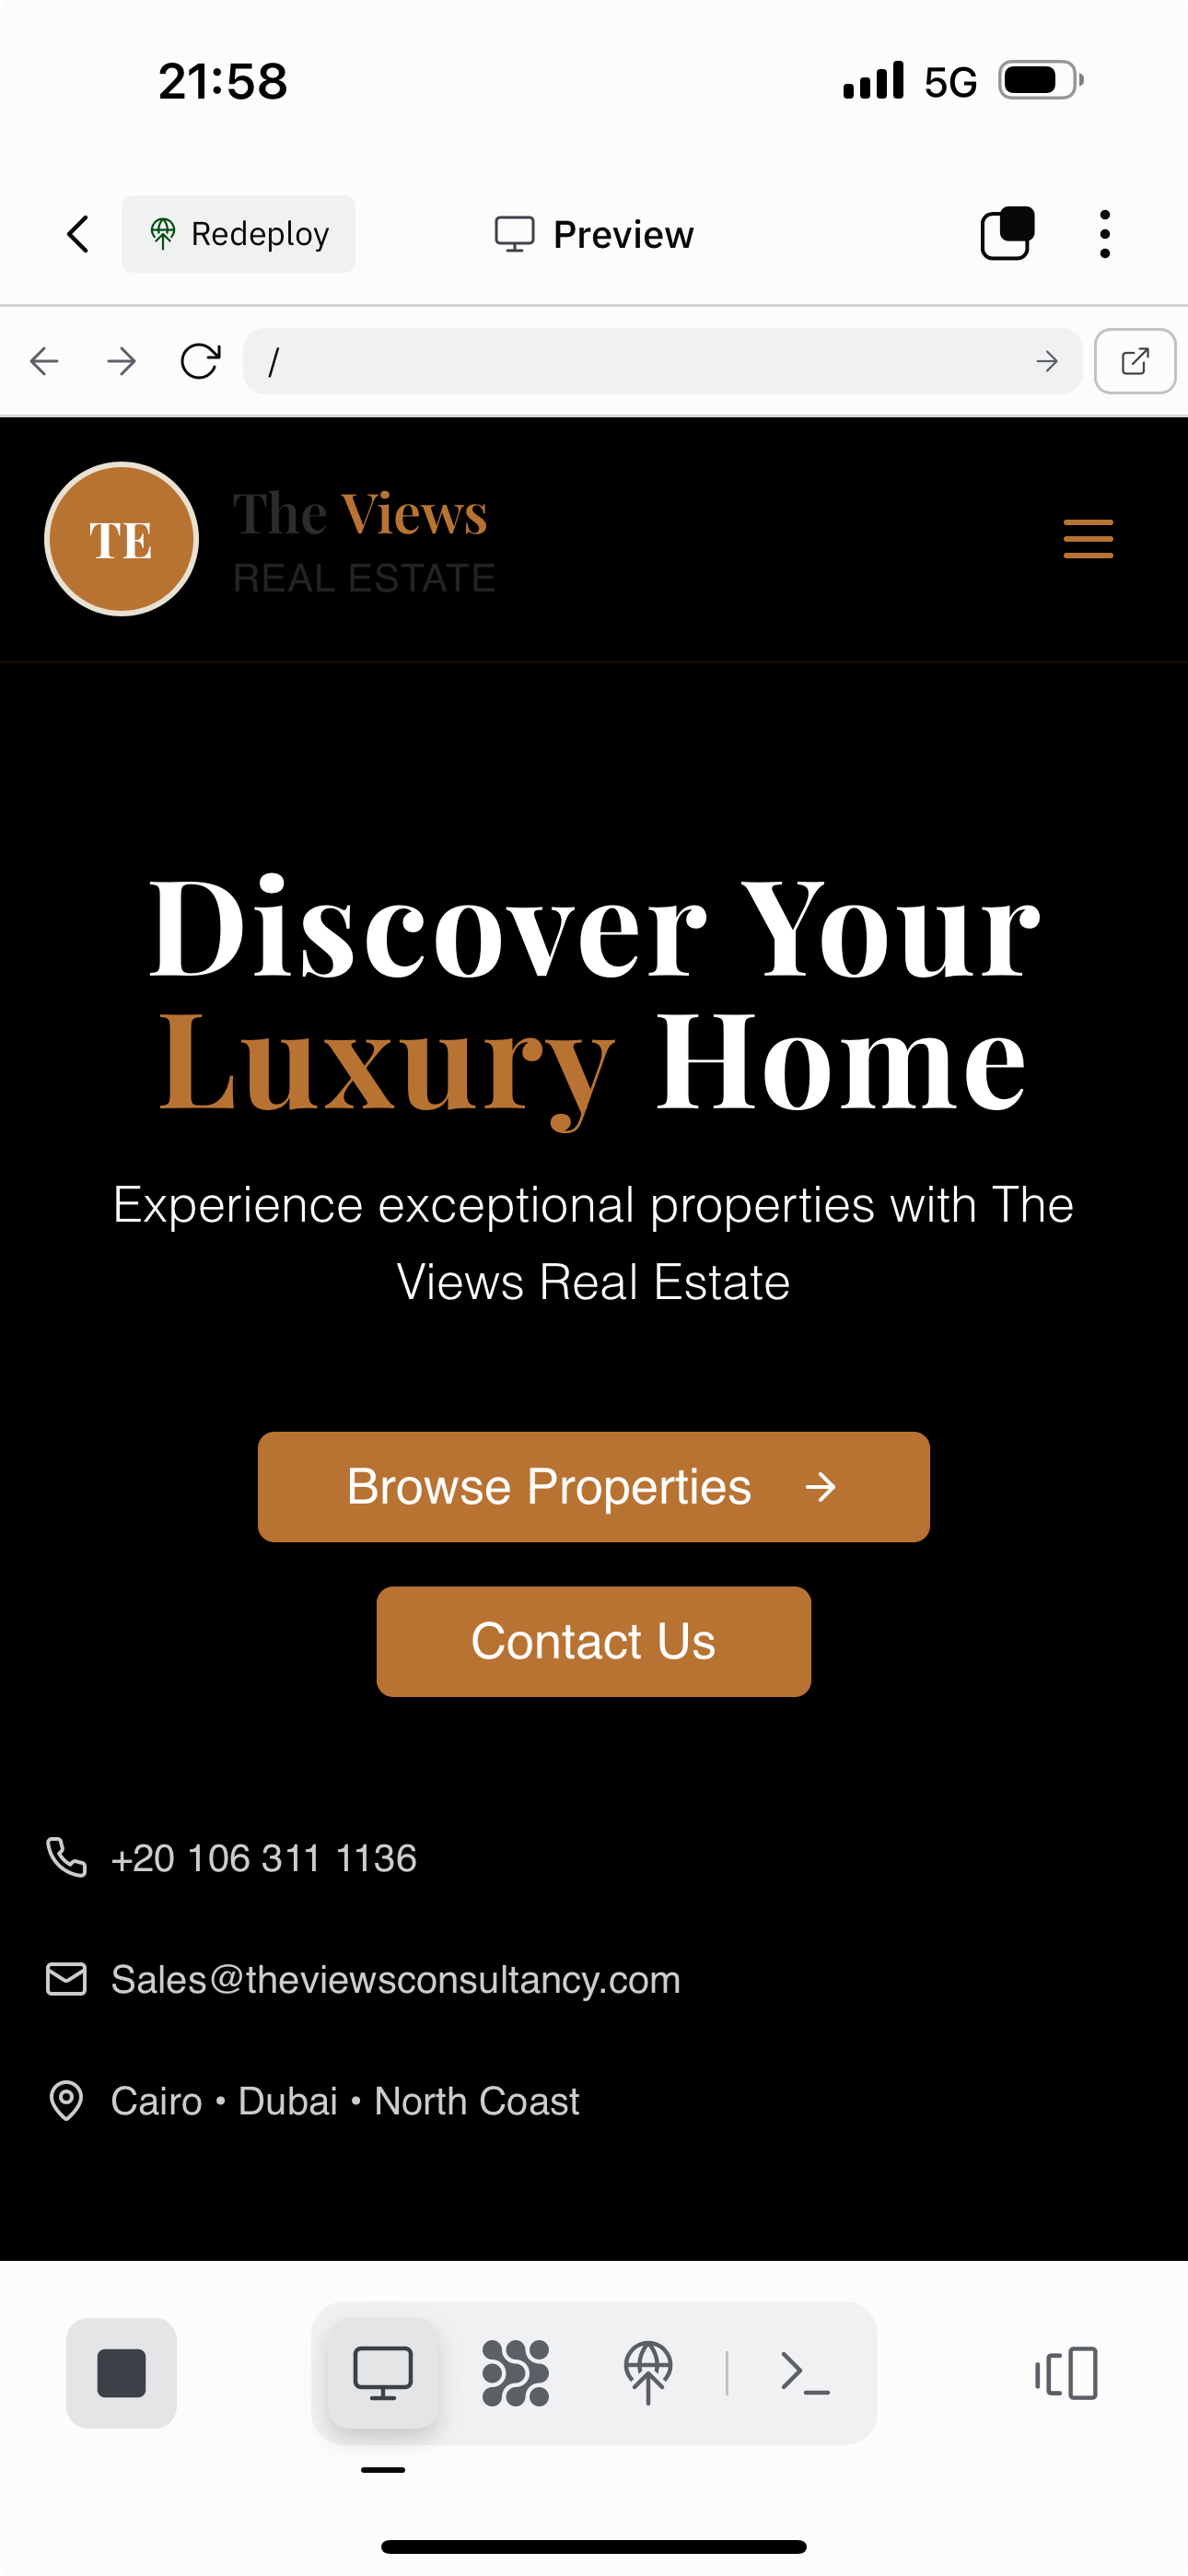 21:58
5G
Redeploy
Preview
/
TE
The Views
REAL ESTATE
Discover Your
Luxury Home
Experience exceptional properties with The
Views Real Estate
Browse Properties
Contact Us
+20 106 311 1136
Sales@theviewsconsultancy.com
Cairo • Dubai • North Coast